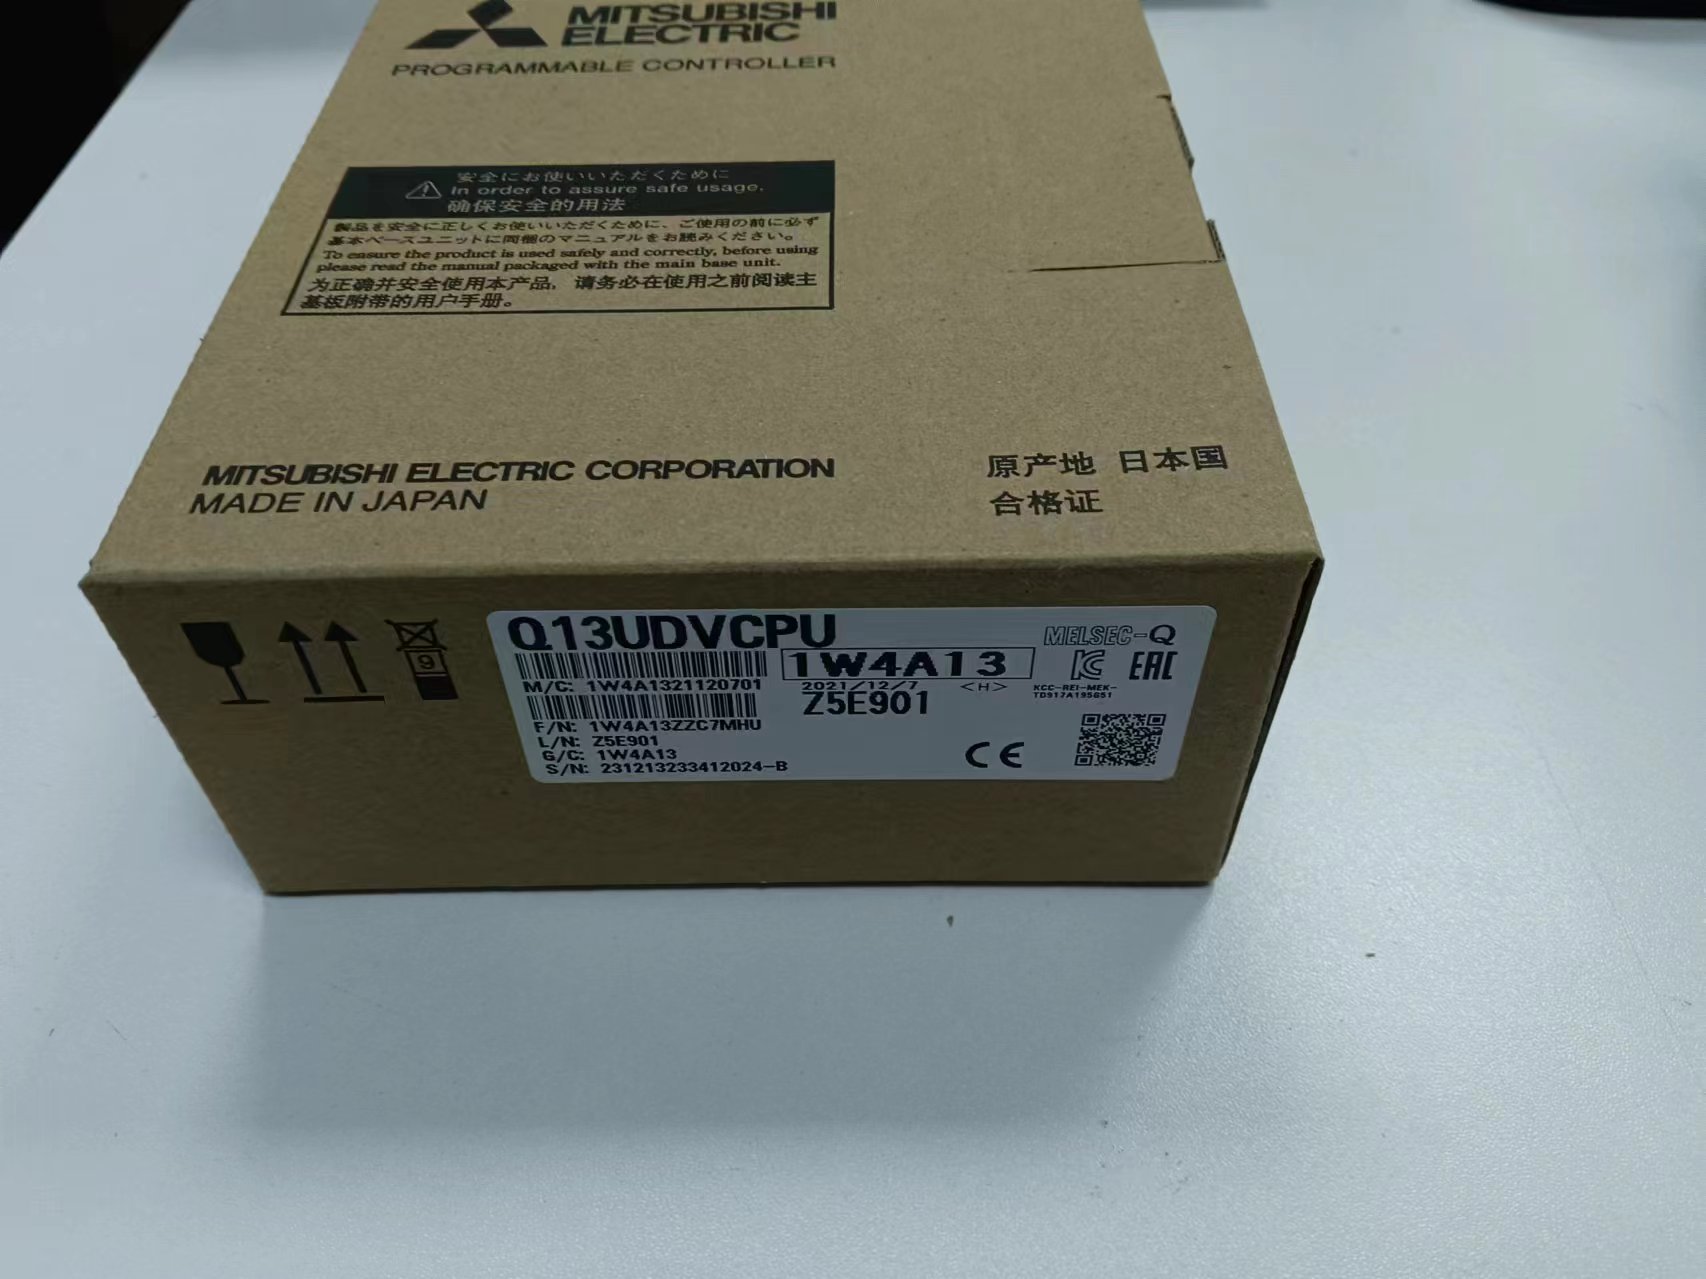 MITSUBISHI
ELECTRIC
PROGRAMMABLE CONTROLLER
安全にお使いいただくために
In order to assure safe usage.
确保安全的用法
製品を安全に正しくお使いいただくために、ご使用の前に必ず
基本ベースユニットに同梱のマニュアルをお読みください。
To ensure the product is used safely and correctly, before using
please read the manual packaged with the main base unit.
为正确并安全使用本产品，请务必在使用之前阅读主
基板附带的用户手册。
MITSUBISHI ELECTRIC CORPORATION
MADE IN JAPAN
原产地 日本国
合格证
9
Q13UDVCPU
MELSEC-Q
1W4A13
EAC
M/C: 1W4A1321120701
2021/12/7
<H>
KCC-REI-MEK-
TD917A195G51
Z5E901
F/N: 1W4A13ZZC7MHU
L/N: Z5E901
G/C: 1W4A13
S/N: 231213233412024-B
CE